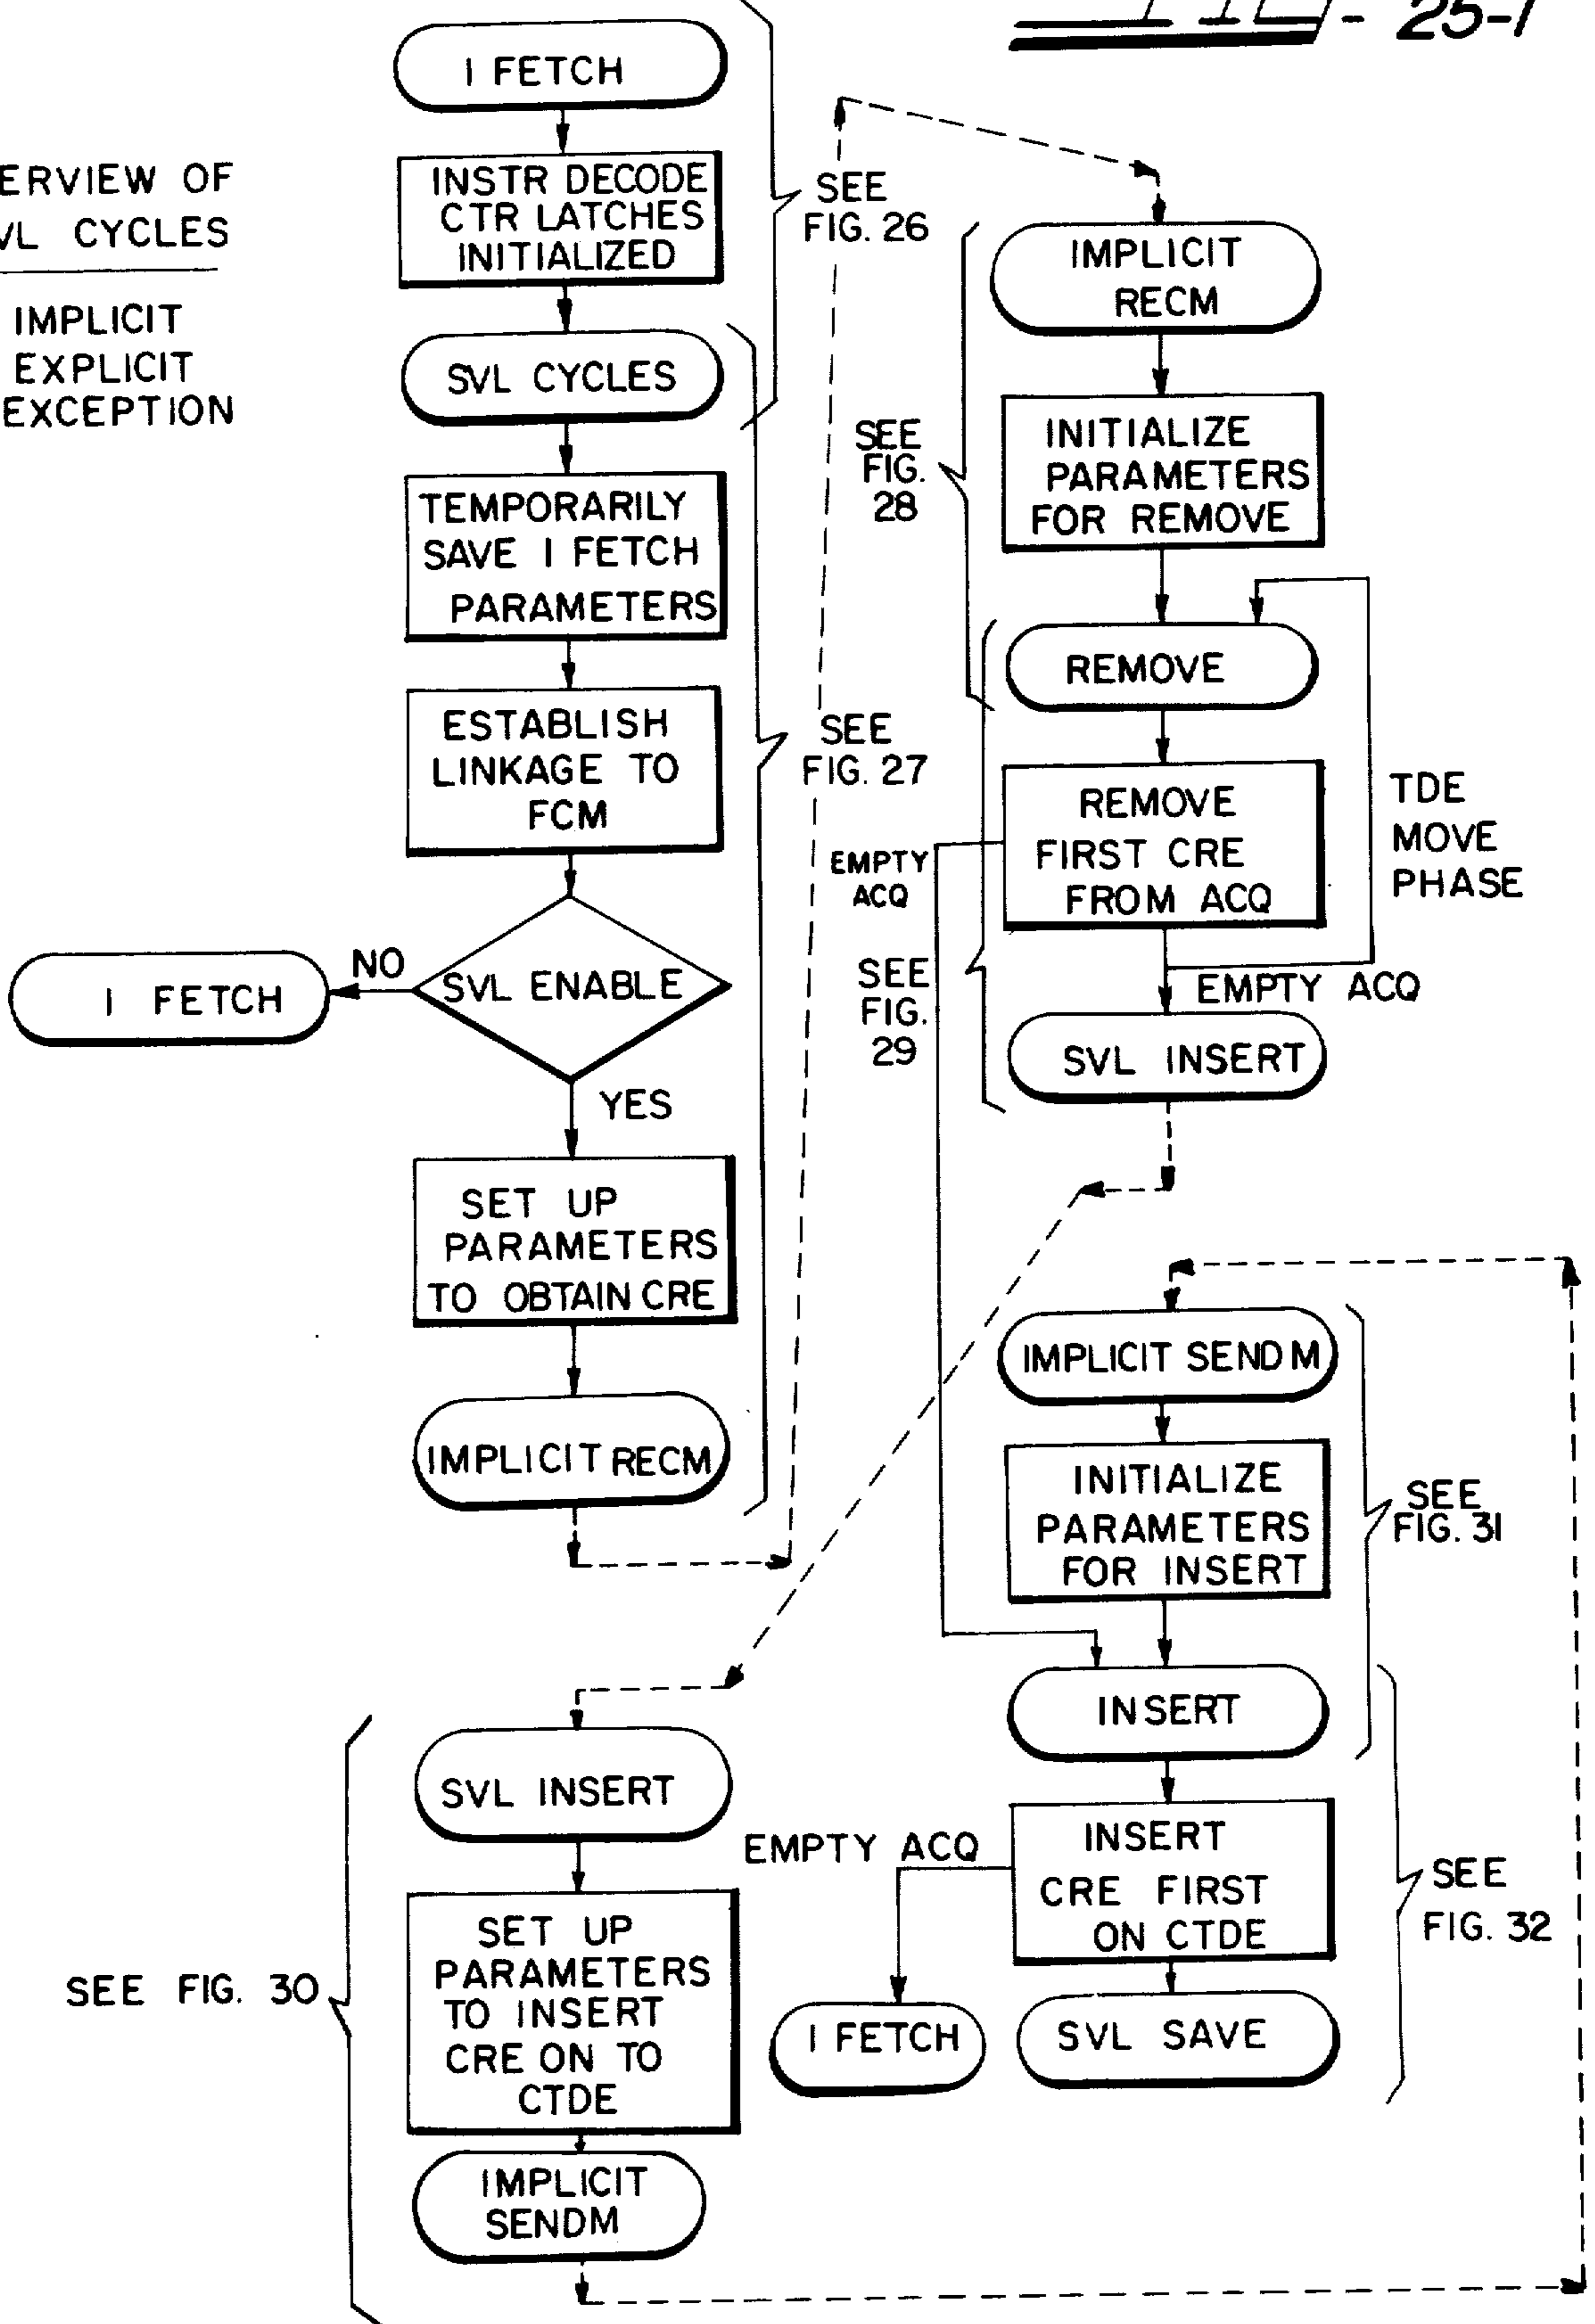 - 25-1
ERVIEW OF
VL CYCLES
IMPLICIT
EXPLICIT
EXCEPTION
I FETCH
INSTR DECODE
CTR LATCHES
INITIALIZED
SEE
FIG. 26
SVL CYCLES
TEMPORARILY
SAVE I FETCH
PARAMETERS
ESTABLISH
LINKAGE TO
FCM
SEE
FIG. 27
SVL ENABLE
NO
I FETCH
YES
SET UP
PARAMETERS
TO OBTAIN CRE
IMPLICIT RECM
IMPLICIT
RECM
INITIALIZE
PARAMETERS
FOR REMOVE
SEE
FIG.
28
REMOVE
REMOVE
FIRST CRE
FROM ACQ
TDE
MOVE
PHASE
EMPTY
ACQ
SEE
FIG.
29
EMPTY ACQ
SVL INSERT
SVL INSERT
SET UP
PARAMETERS
TO INSERT
CRE ON TO
CTDE
SEE FIG. 30
IMPLICIT
SENDM
IMPLICIT SENDM
INITIALIZE
PARAMETERS
FOR INSERT
SEE
FIG. 31
INSERT
INSERT
CRE FIRST
ON CTDE
EMPTY ACQ
I FETCH
SVL SAVE
SEE
FIG. 32